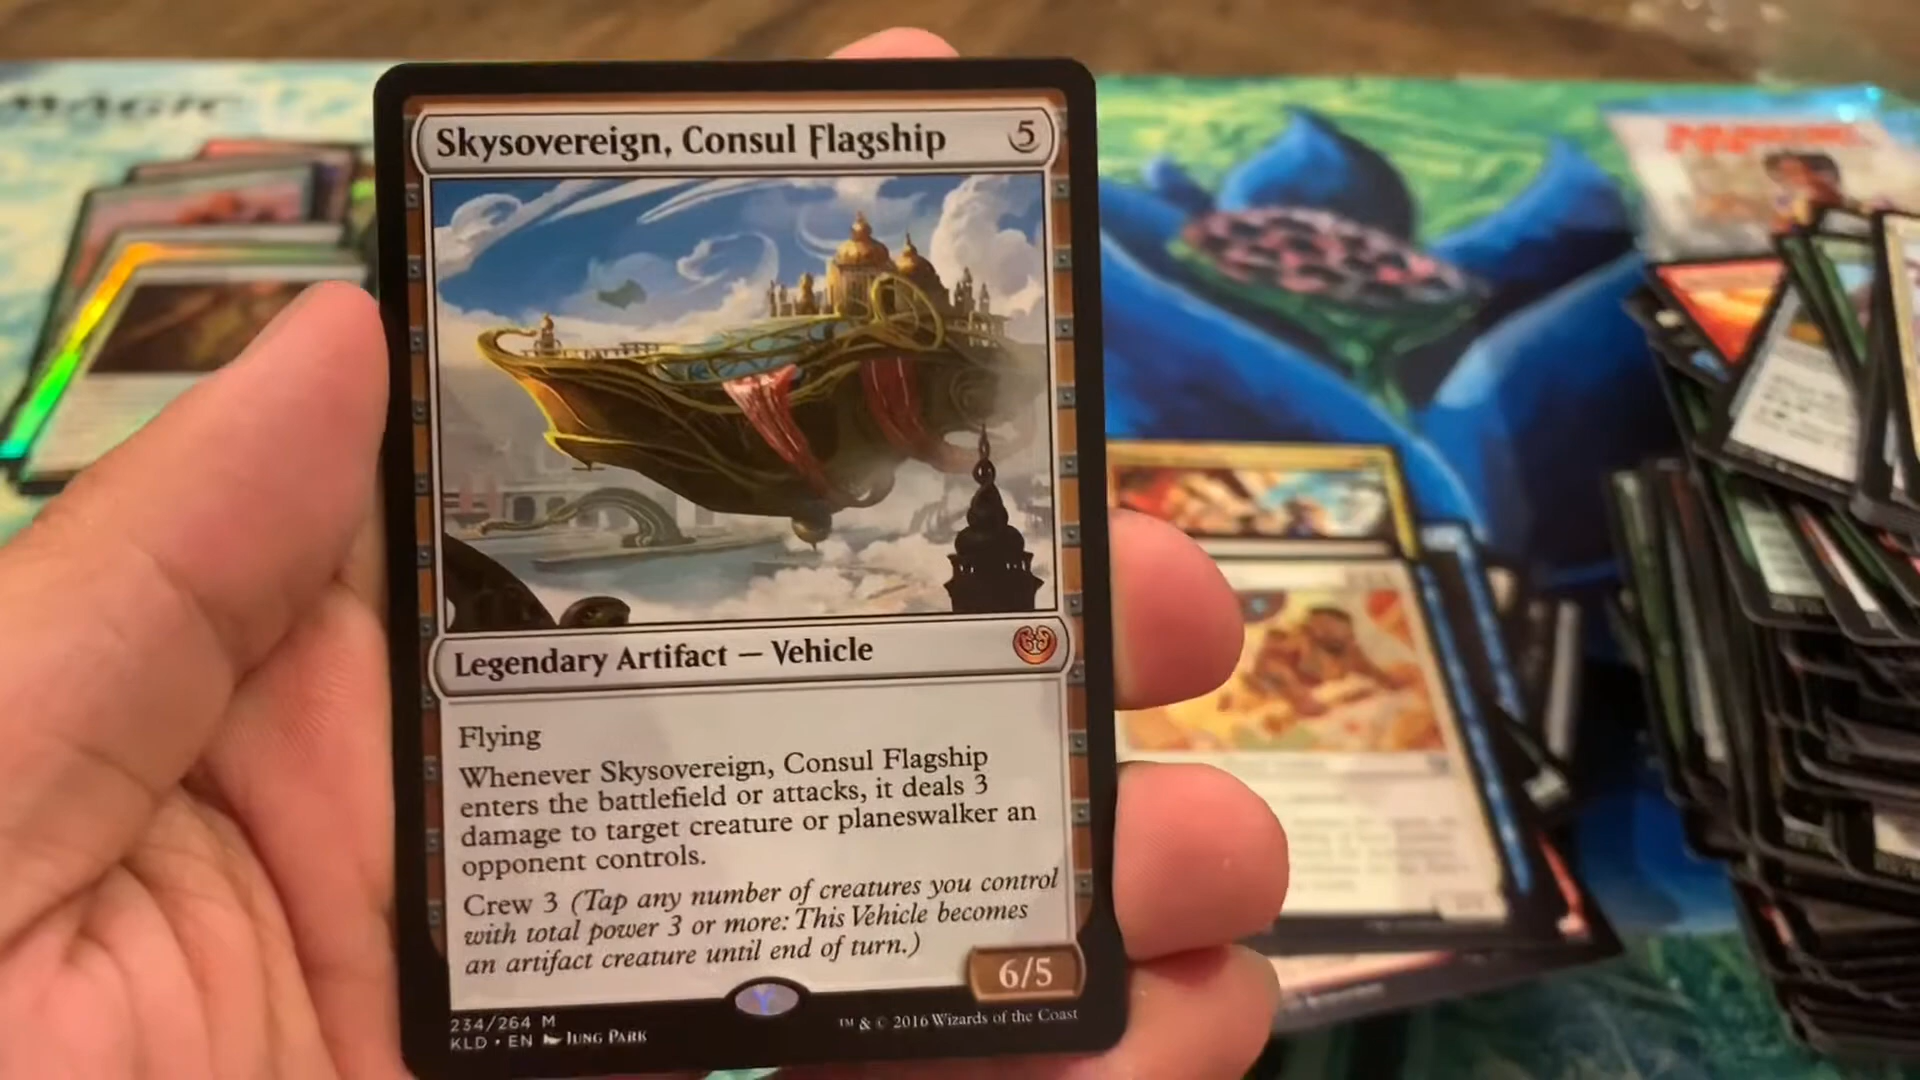 MAGIC
Skysovereign, Consul Flagship 5
Legendary Artifact — Vehicle
Flying
Whenever Skysovereign, Consul Flagship
enters the battlefield or attacks, it deals 3
damage to target creature or planeswalker an
opponent controls.
Crew 3 (Tap any number of creatures you control
with total power 3 or more: This Vehicle becomes
an artifact creature until end of turn.)
6/5
234/264 M
KLD • EN JUNG PARK
™ & © 2016 Wizards of the Coast